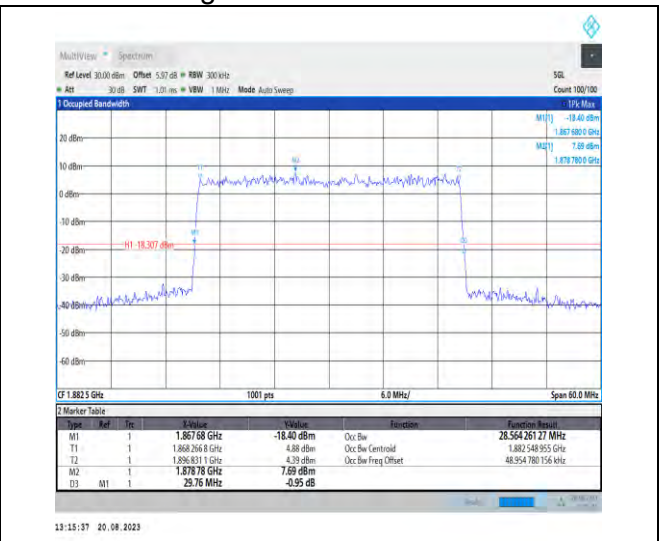 MultiView Spectrum
Ref Level 30.00 dBm Offset 5.97 dB RBW 300 kHz SGL
Att 30 dB SWT 1.01 ms VBW 1 MHz Mode Auto Sweep Count 100/100
1 Occupied Bandwidth 1Pk Max
M1[1] -18.40 dBm
1.867 680 0 GHz
M2[1] 7.69 dBm
1.878 780 0 GHz
20 dBm
10 dBm
0 dBm
-10 dBm
-20 dBm
-30 dBm
-40 dBm
-50 dBm
-60 dBm
T1
M2
M1
H1 -18.307 dBm
CF 1.882 5 GHz 1001 pts 6.0 MHz/ Span 60.0 MHz
2 Marker Table
Type Ref Trc X-Value Y-Value Function Function Result
M1 1 1.867 68 GHz -18.40 dBm Occ Bw 28.564 261 27 MHz
T1 1 1.868 266 8 GHz 4.88 dBm Occ Bw Centroid 1.882 548 955 GHz
T2 1 1.896 831 1 GHz 4.39 dBm Occ Bw Freq Offset 48.954 780 156 kHz
M2 1 1.878 78 GHz 7.69 dBm
D3 M1 1 29.76 MHz -0.95 dB
13:15:37 20.08.2023